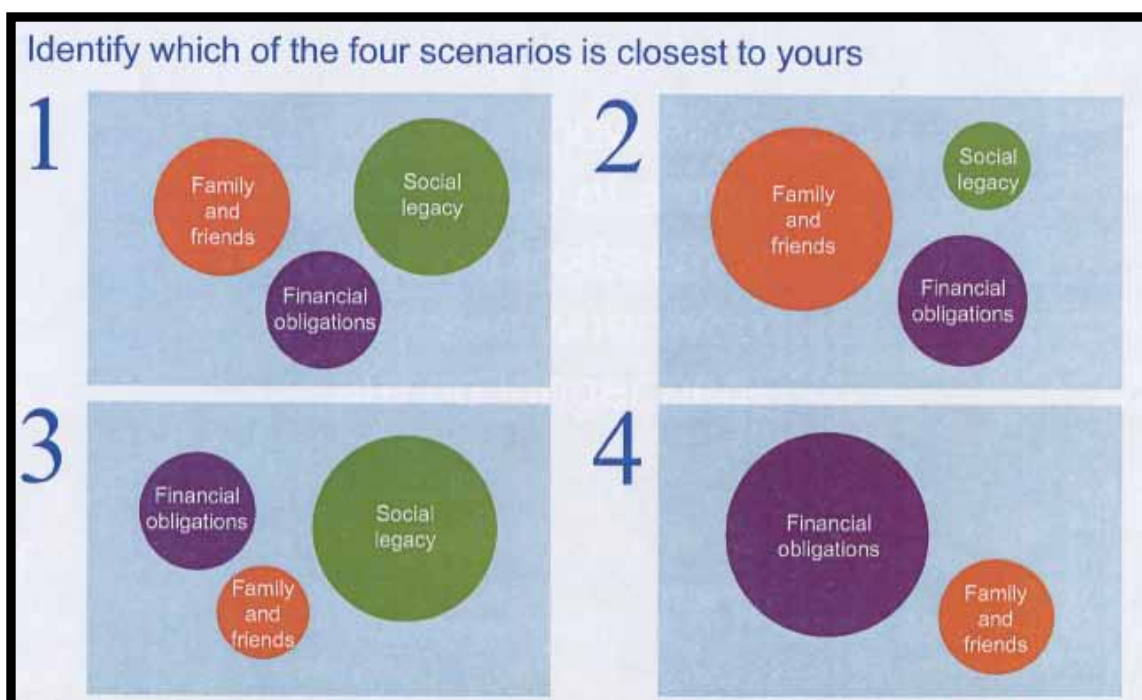 Identify which of the four scenarios is closest to yours
1
Family
and
friends
Social
legacy
Financial
obligations
2
Family
and
friends
Social
legacy
Financial
obligations
3
Financial
obligations
Social
legacy
Family
and
friends
4
Financial
obligations
Family
and
friends